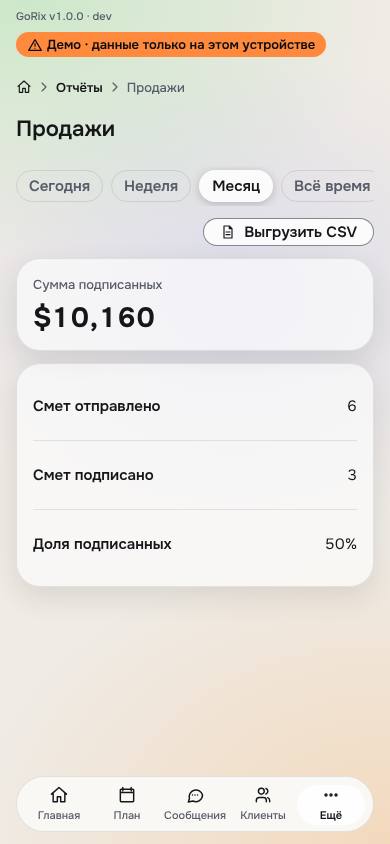 GoRix v1.0.0 · dev
Демо · данные только на этом устройстве
Отчёты > Продажи
Продажи
Сегодня Неделя Месяц Всё время
Выгрузить CSV
Сумма подписанных
$10,160
Смет отправлено 6
Смет подписано 3
Доля подписанных 50%
Главная План Сообщения Клиенты Ещё